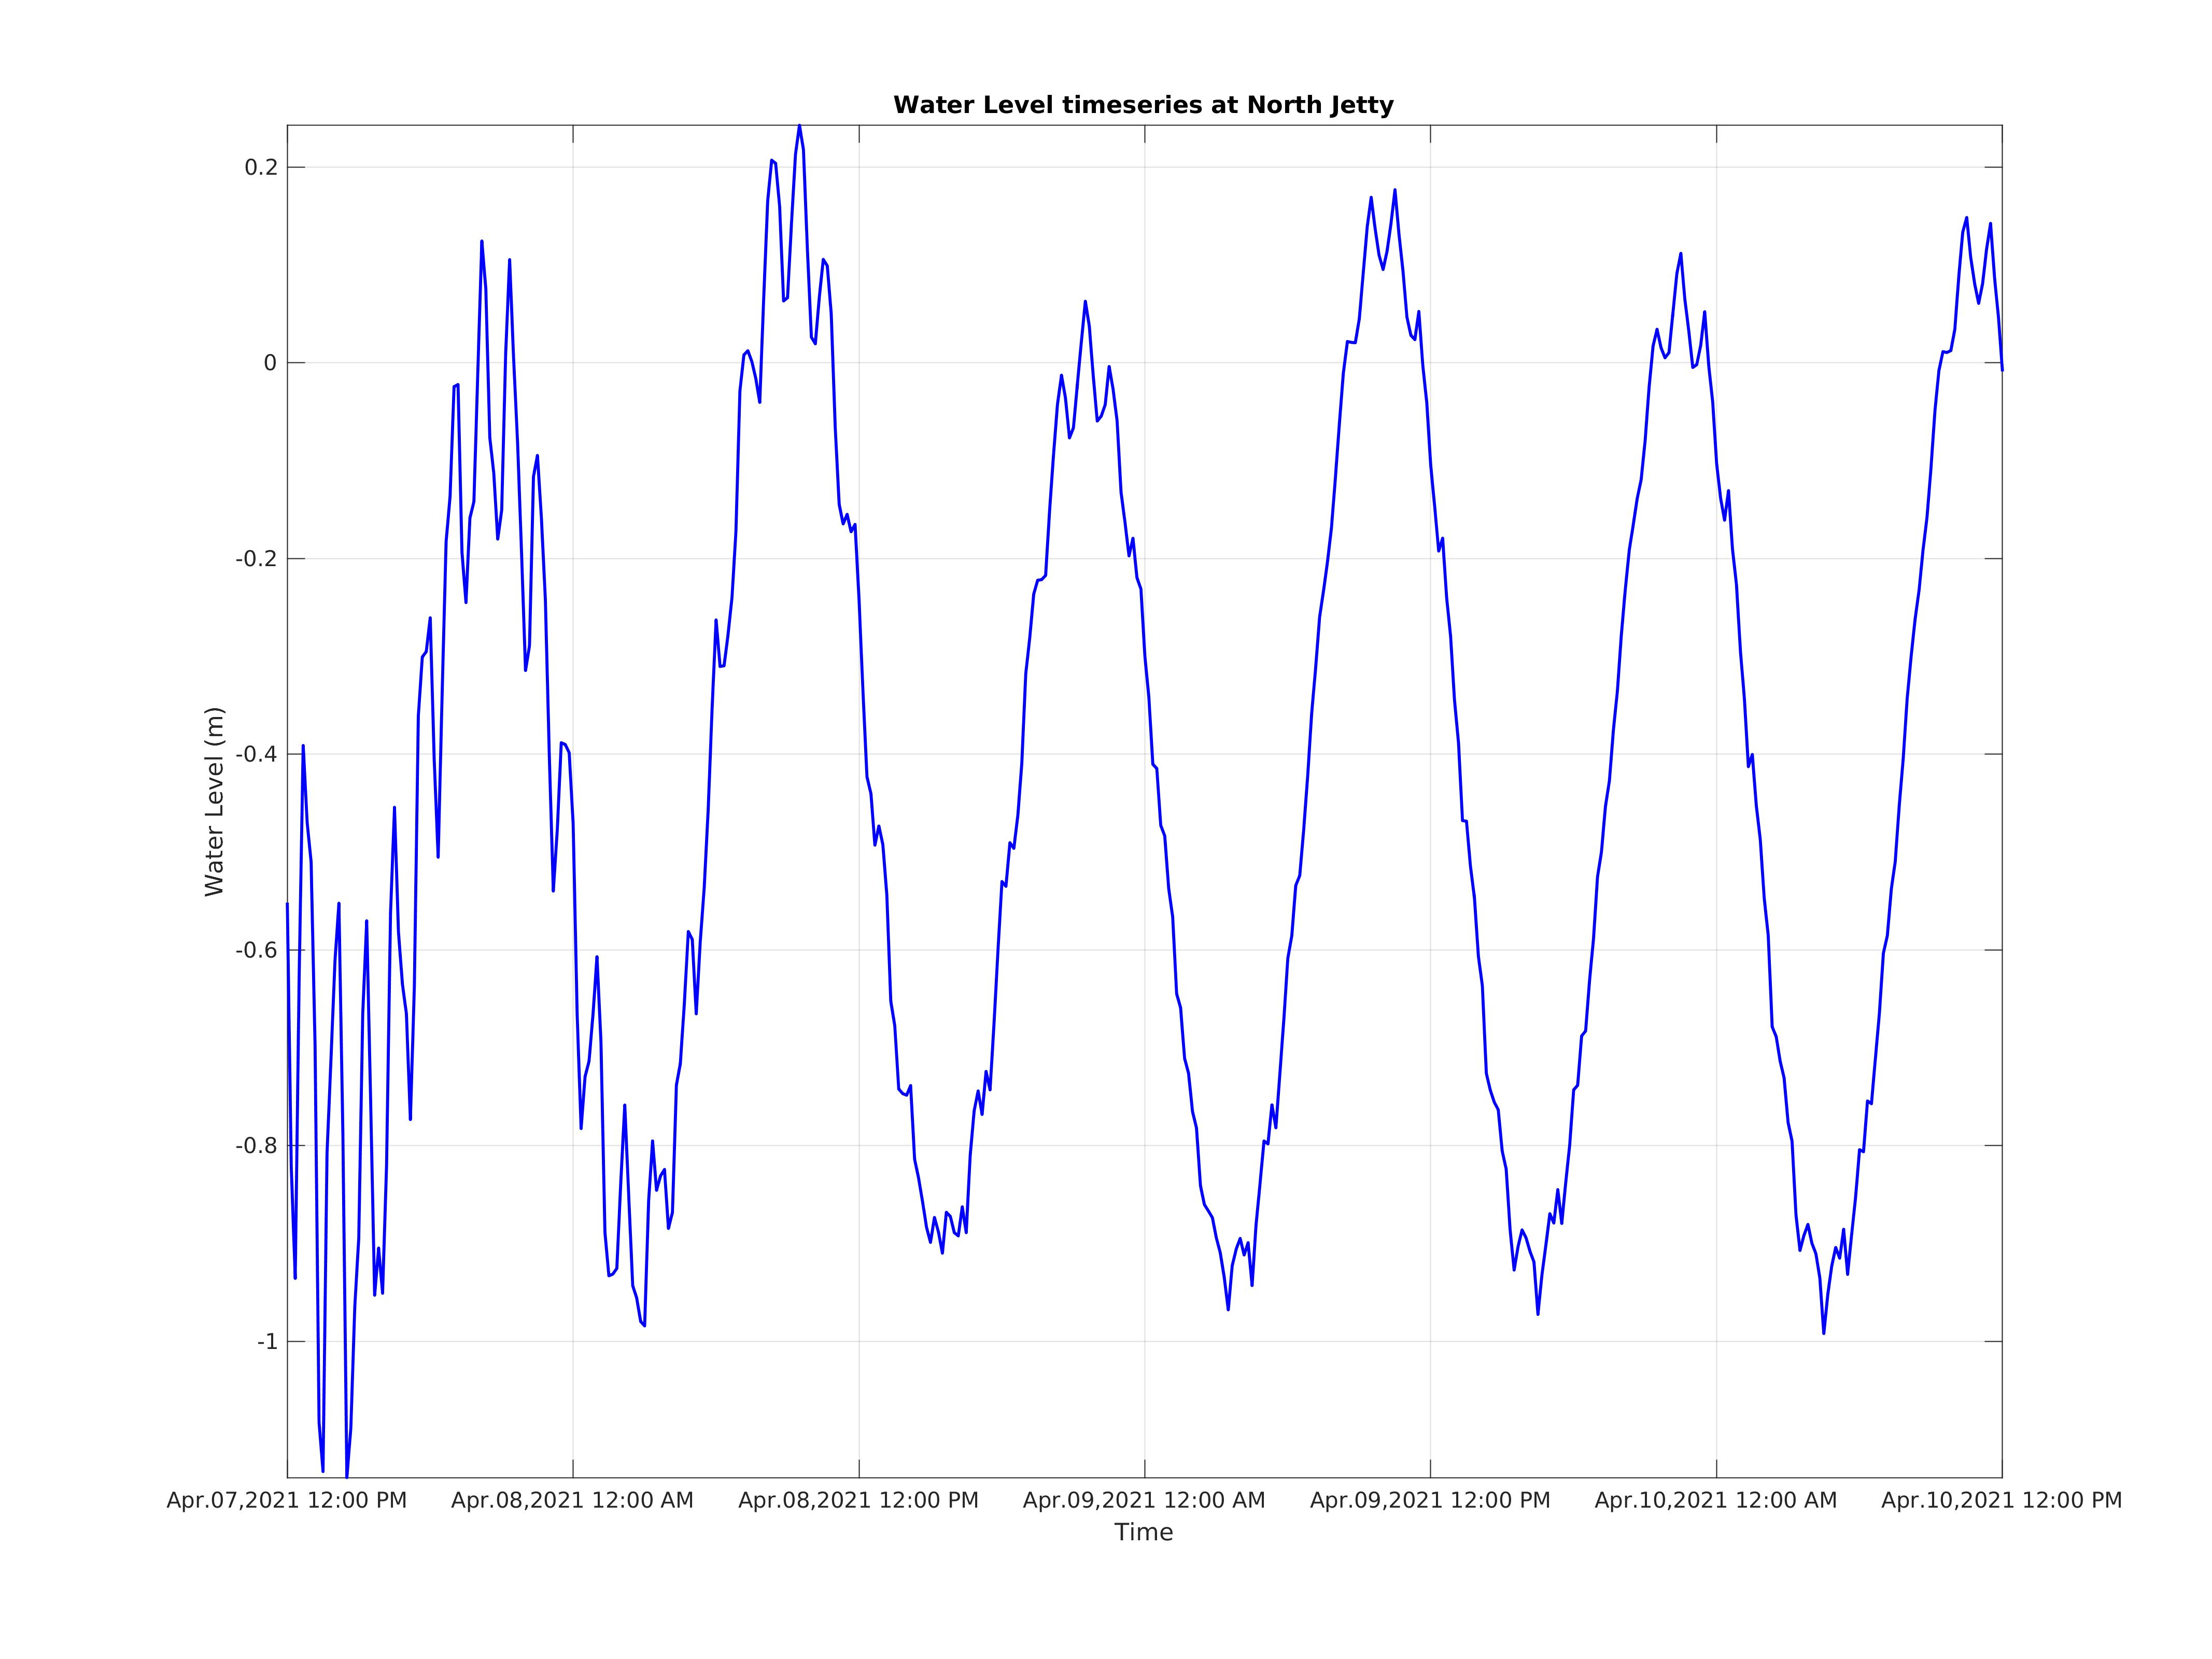 Water Level timeseries at North Jetty
0.2
0
-0.2
-0.4
-0.6
-0.8
-1
Water Level (m)
Apr.07,2021 12:00 PM Apr.08,2021 12:00 AM Apr.08,2021 12:00 PM Apr.09,2021 12:00 AM Apr.09,2021 12:00 PM Apr.10,2021 12:00 AM Apr.10,2021 12:00 PM
Time